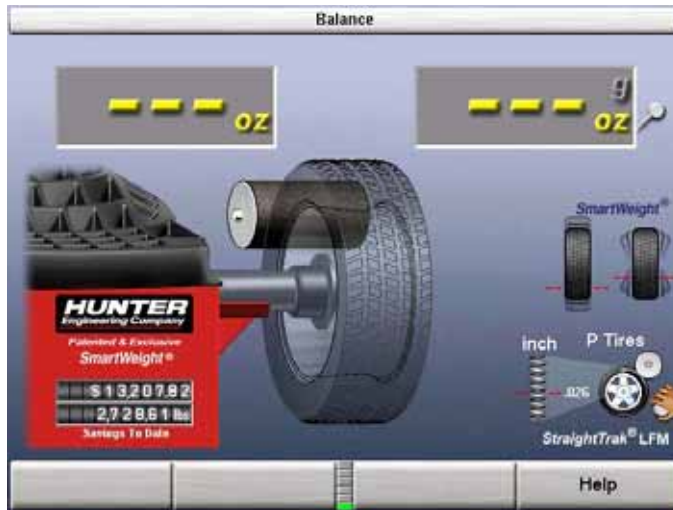 Balance
--- oz
g
--- oz
SmartWeight®
HUNTER
Engineering Company
Patented & Exclusive
SmartWeight®
$13,207.82
2,728.61 lbs
Savings To Date
inch
P Tires
.026
StraightTrak® LFM
Help